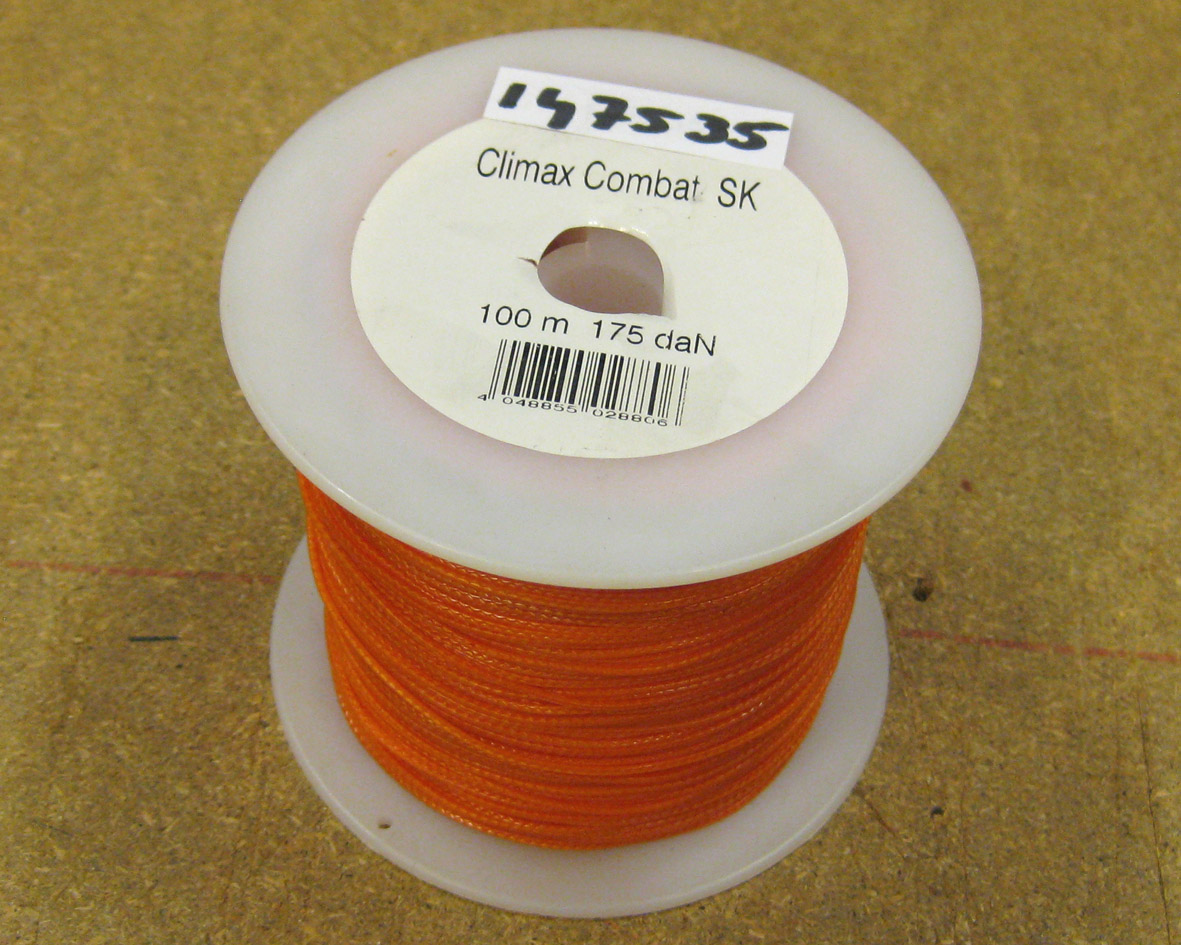 147535
Climax Combat SK
100 m 175 daN
4 048855 028806